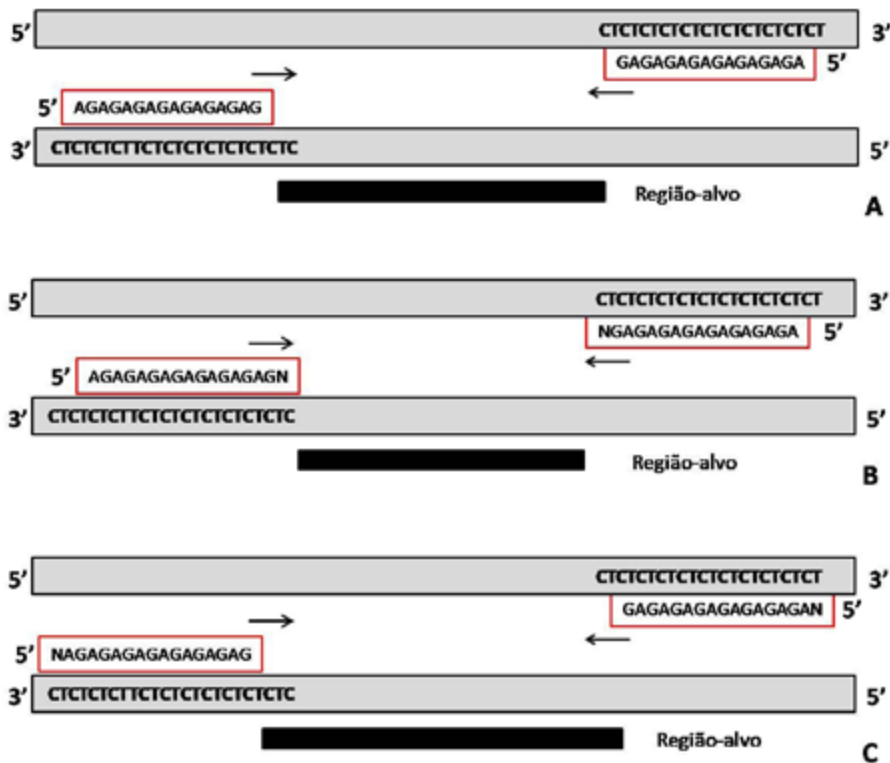 5’ CTCTCTCTCTCTCTCTCTCTCT 3’
GAGAGAGAGAGAGAGA 5’
5’ AGAGAGAGAGAGAGAG
3’ CTCTCTCTTCTCTCTCTCTCTCTC 5’
Região-alvo
A
5’ CTCTCTCTCTCTCTCTCTCTCT 3’
NGAGAGAGAGAGAGAGA 5’
5’ AGAGAGAGAGAGAGAGN
3’ CTCTCTCTTCTCTCTCTCTCTCTC 5’
Região-alvo
B
5’ CTCTCTCTCTCTCTCTCTCTCT 3’
GAGAGAGAGAGAGAGAN 5’
5’ NAGAGAGAGAGAGAGAG
3’ CTCTCTCTTCTCTCTCTCTCTCTC 5’
Região-alvo
C